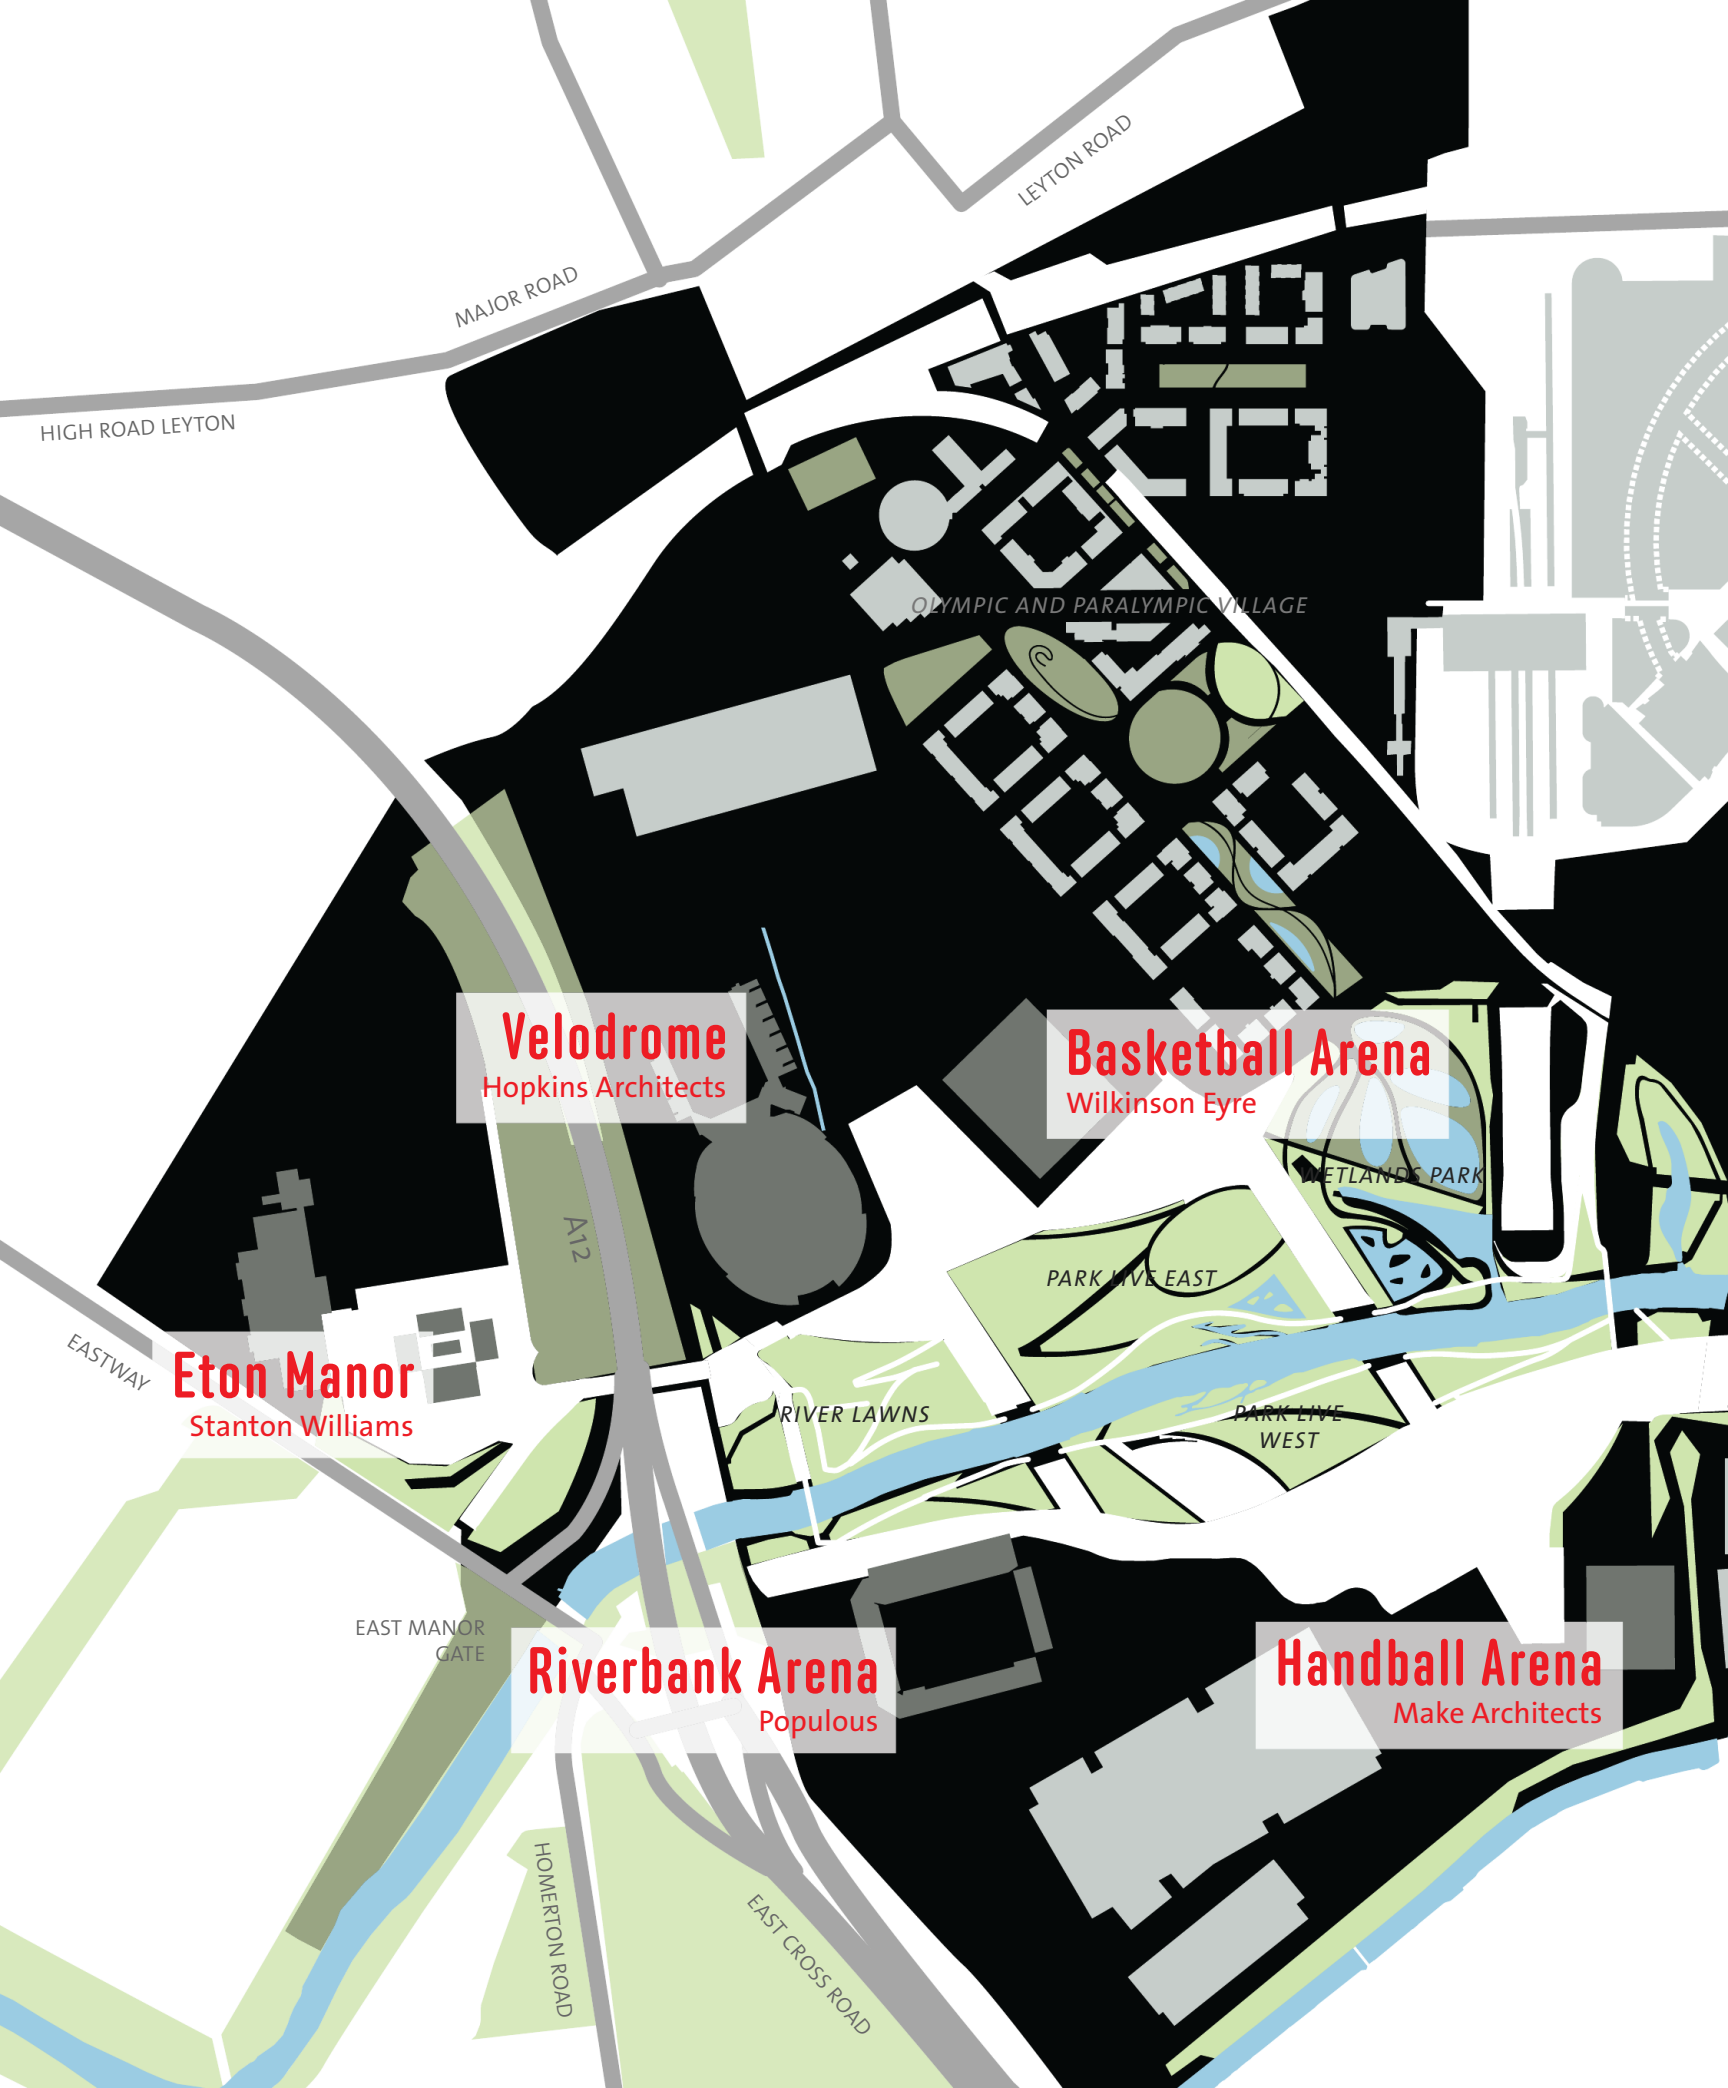 LEYTON ROAD
MAJOR ROAD
HIGH ROAD LEYTON
OLYMPIC AND PARALYMPIC VILLAGE
Velodrome
Hopkins Architects
Basketball Arena
Wilkinson Eyre
WETLANDS PARK
A12
PARK LIVE EAST
EASTWAY
Eton Manor
Stanton Williams
RIVER LAWNS
PARK LIVE
WEST
EAST MANOR
GATE
Riverbank Arena
Populous
Handball Arena
Make Architects
HOMERTON ROAD
EAST CROSS ROAD